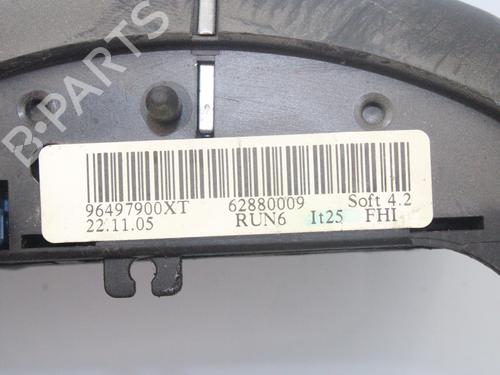 B-PARTS
96497900XT 62880009 Soft 4.2
22.11.05 RUN6 It25 FHI